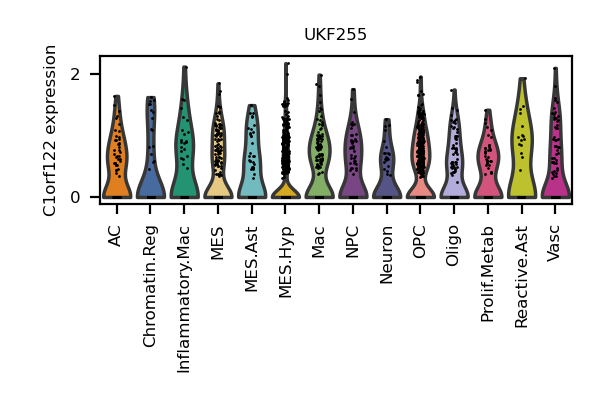 UKF255
C1orf122 expression
2
0
AC
Chromatin.Reg
Inflammatory.Mac
MES
MES.Ast
MES.Hyp
Mac
NPC
Neuron
OPC
Oligo
Prolif.Metab
Reactive.Ast
Vasc